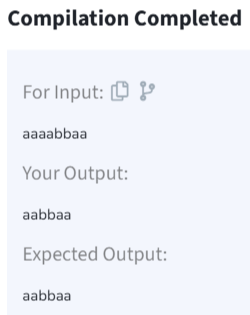 Compilation Completed
For Input:
aaaabbaa
Your Output:
aabbaa
Expected Output:
aabbaa